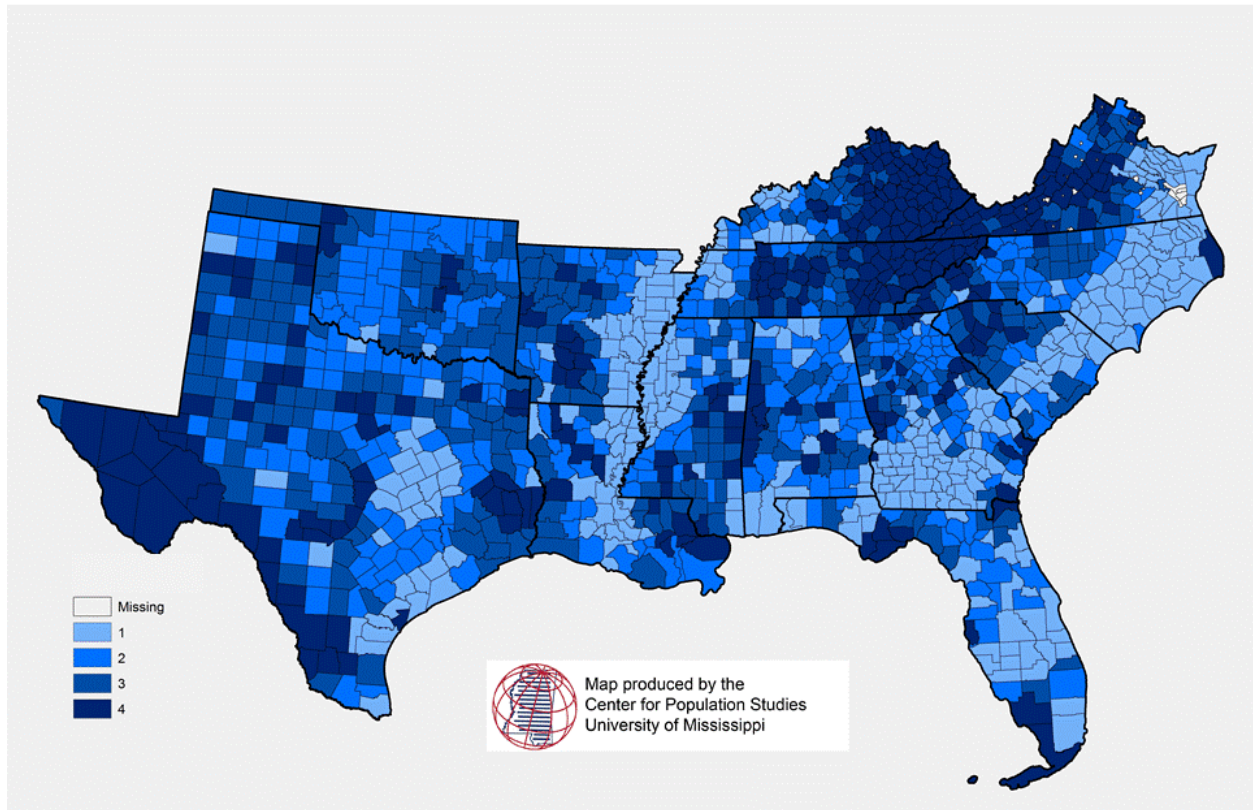 Missing
1
2
3
4
Map produced by the
Center for Population Studies
University of Mississippi